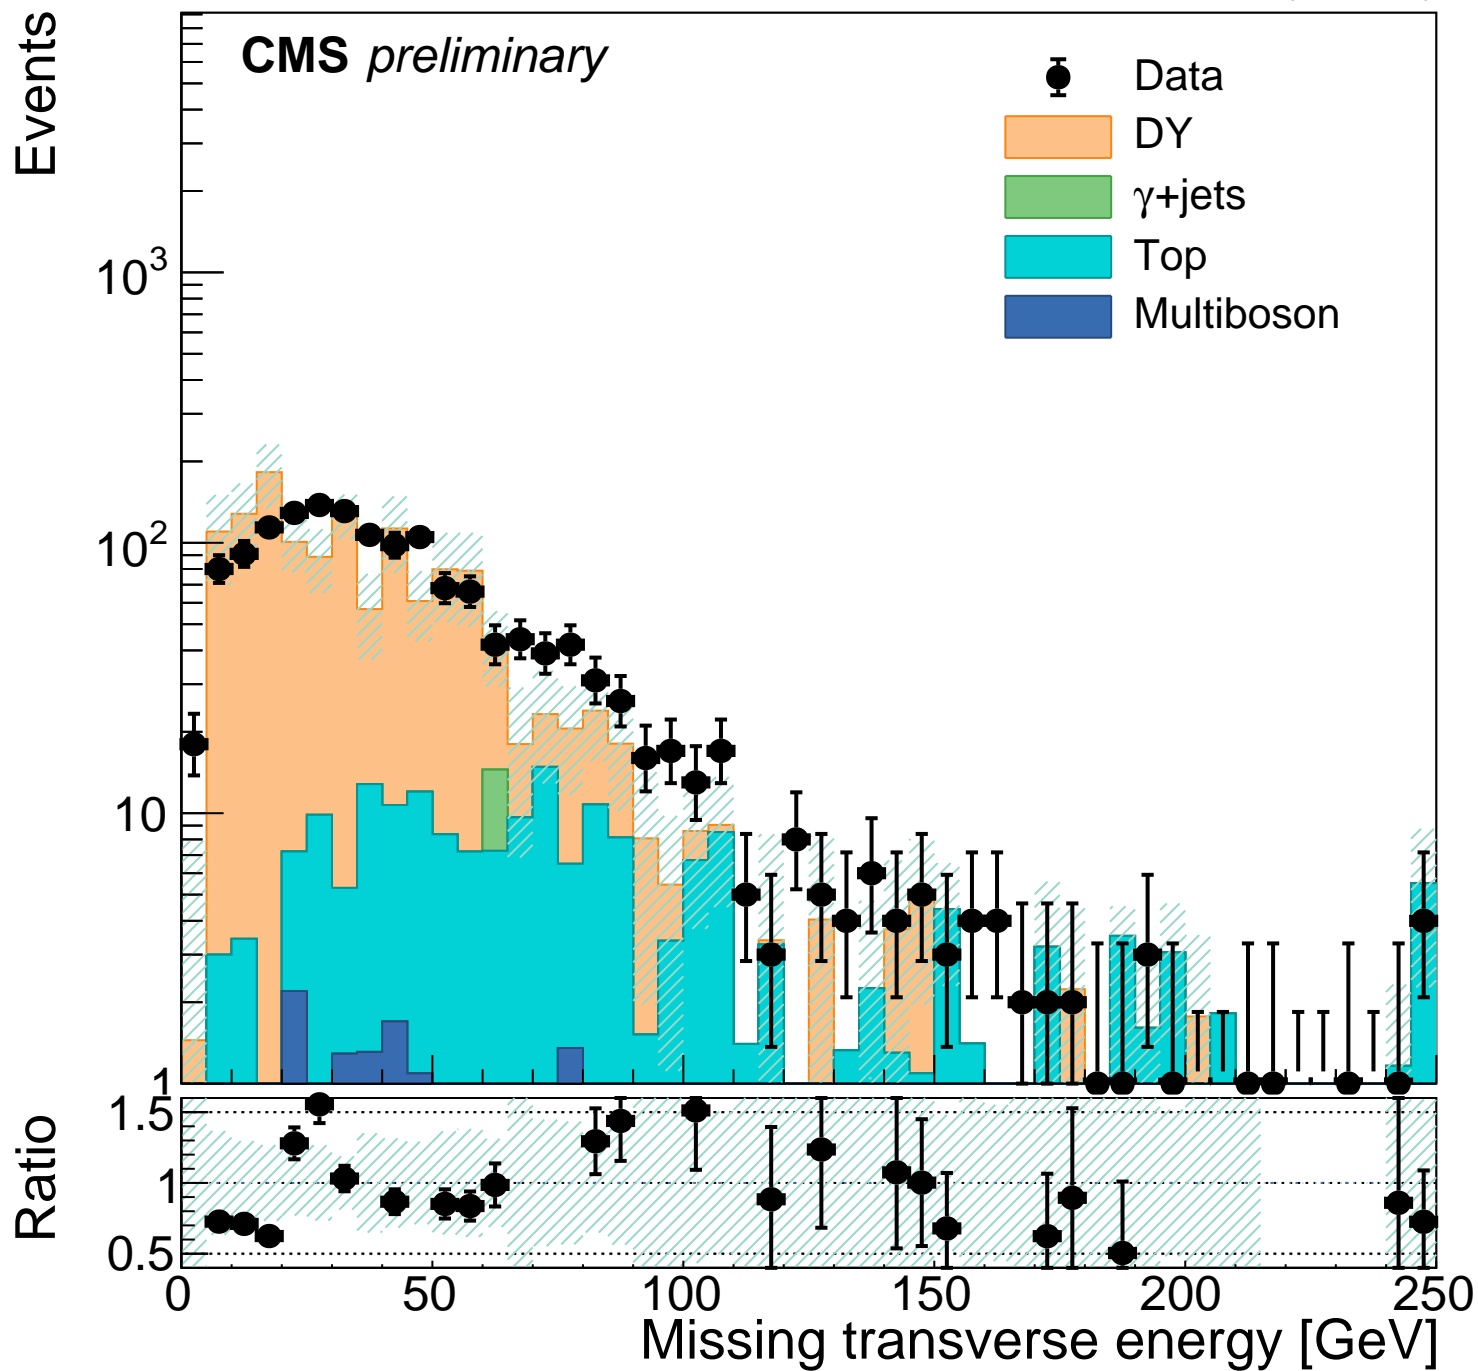 CMS preliminary
Events
Data
DY
γ+jets
Top
Multiboson
10³
10²
10
1
Ratio
1.5
1
0.5
0 50 100 150 200 250
Missing transverse energy [GeV]